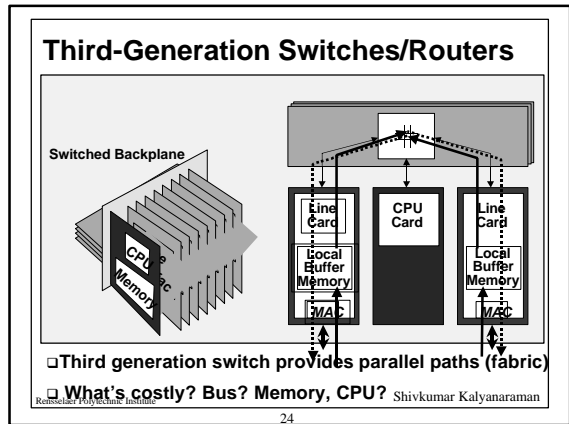 Third-Generation Switches/Routers
Switched Backplane
Line
Card
CPU
Card
Line
Card
Local
Buffer
Memory
Local
Buffer
Memory
MAC
MAC
CPU
Memory
❑Third generation switch provides parallel paths (fabric)
❑ What's costly? Bus? Memory, CPU?
Rensselaer Polytechnic Institute
Shivkumar Kalyanaraman
24